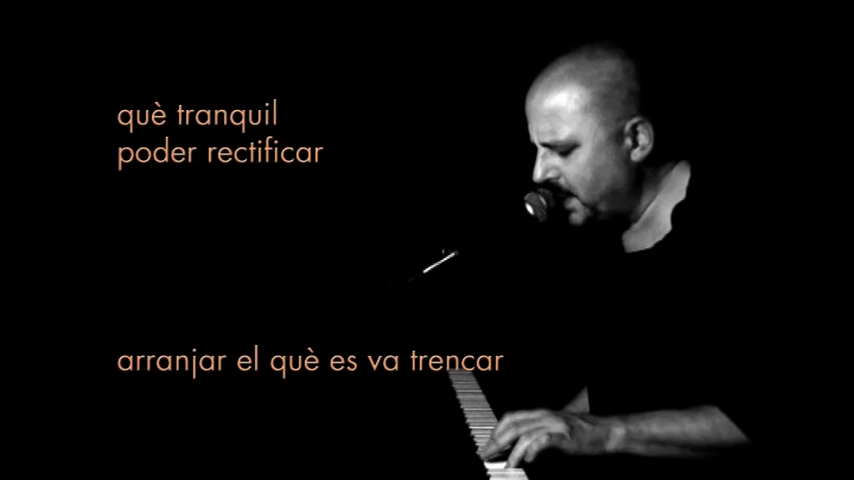 què tranquil
poder rectificar
arranjar el què es va trencar